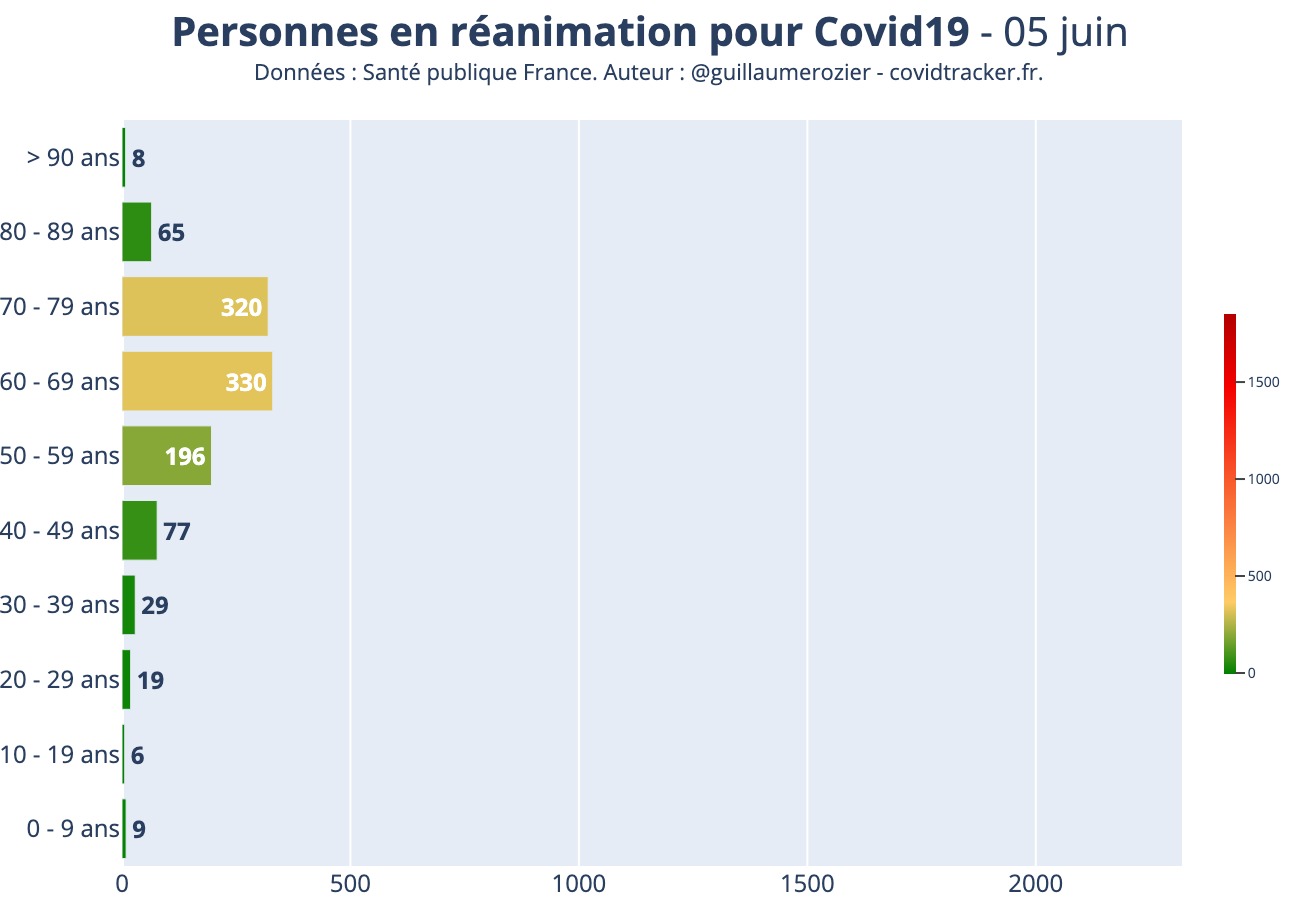 Personnes en réanimation pour Covid19 - 05 juin
Données : Santé publique France. Auteur : @guillaumerozier - covidtracker.fr.
> 90 ans 8
80 - 89 ans 65
70 - 79 ans 320
60 - 69 ans 330
50 - 59 ans 196
40 - 49 ans 77
30 - 39 ans 29
20 - 29 ans 19
10 - 19 ans 6
0 - 9 ans 9
0 500 1000 1500 2000
1500
1000
500
0